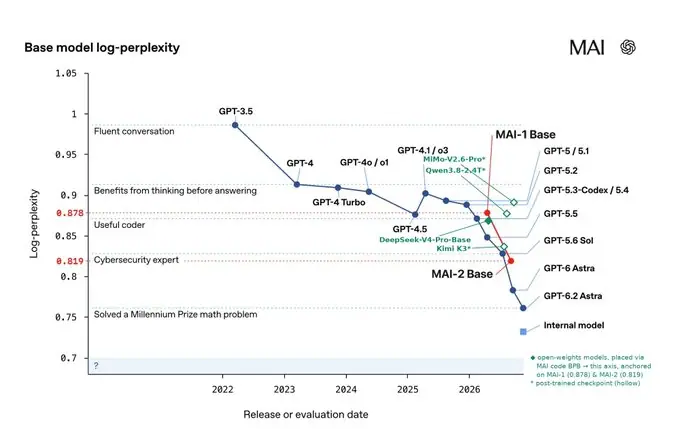 Base model log-perplexity
MAI
Log-perplexity
1.05
1
0.95
0.9
0.878
0.85
0.819
0.8
0.75
0.7
Fluent conversation
Benefits from thinking before answering
Useful coder
Cybersecurity expert
Solved a Millennium Prize math problem
?
GPT-3.5
GPT-4
GPT-4 Turbo
GPT-4o / o1
GPT-4.5
GPT-4.1 / o3
MiMo-V2.6-Pro*
Qwen3.8-2.4T*
DeepSeek-V4-Pro-Base
Kimi K3*
MAI-1 Base
MAI-2 Base
GPT-5 / 5.1
GPT-5.2
GPT-5.3-Codex / 5.4
GPT-5.5
GPT-5.6 Sol
GPT-6 Astra
GPT-6.2 Astra
Internal model
◆ open-weights models, placed via
MAI code BPB → this axis, anchored
on MAI-1 (0.878) & MAI-2 (0.819)
* post-trained checkpoint (hollow)
2022
2023
2024
2025
2026
Release or evaluation date